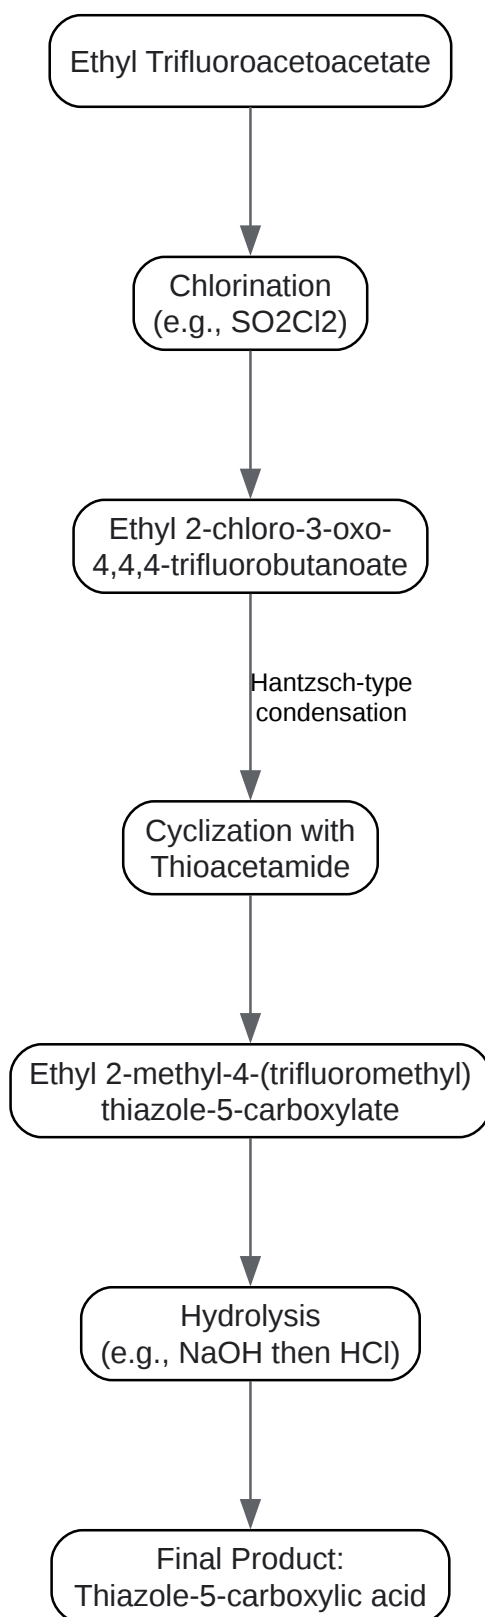 Ethyl Trifluoroacetoacetate
Chlorination
(e.g., SO2Cl2)
Ethyl 2-chloro-3-oxo-
4,4,4-trifluorobutanoate
Hantzsch-type
condensation
Cyclization with
Thioacetamide
Ethyl 2-methyl-4-(trifluoromethyl)
thiazole-5-carboxylate
Hydrolysis
(e.g., NaOH then HCl)
Final Product:
Thiazole-5-carboxylic acid